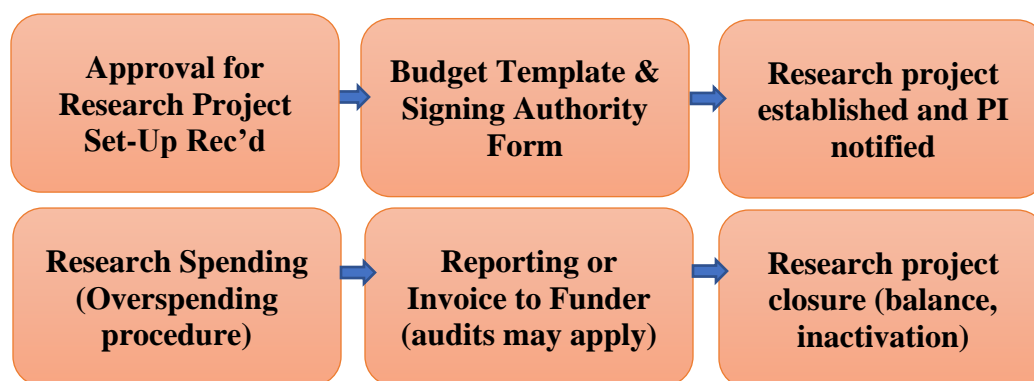 Approval for
Research Project
Set-Up Rec’d
Budget Template &
Signing Authority
Form
Research project
established and PI
notified
Research Spending
(Overspending
procedure)
Reporting or
Invoice to Funder
(audits may apply)
Research project
closure (balance,
inactivation)